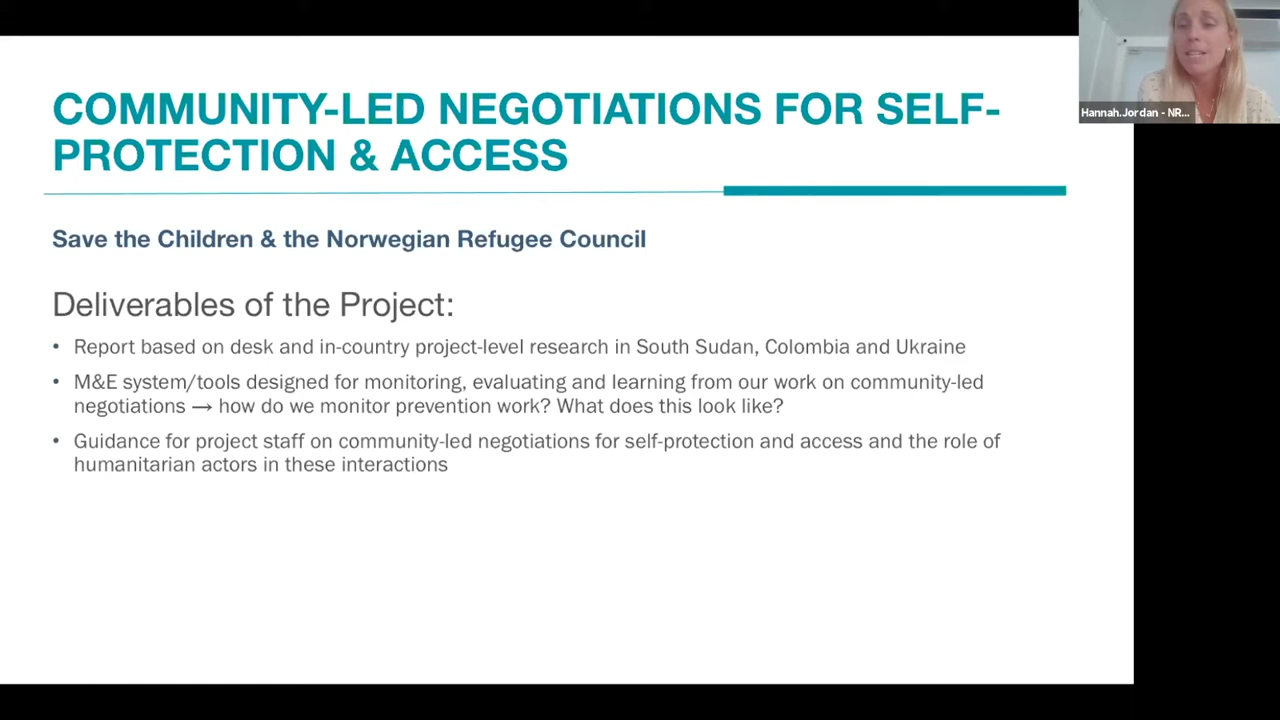 Hannah.Jordan - NR...
COMMUNITY-LED NEGOTIATIONS FOR SELF-
PROTECTION & ACCESS
Save the Children & the Norwegian Refugee Council
Deliverables of the Project:
• Report based on desk and in-country project-level research in South Sudan, Colombia and Ukraine
• M&E system/tools designed for monitoring, evaluating and learning from our work on community-led
negotiations → how do we monitor prevention work? What does this look like?
• Guidance for project staff on community-led negotiations for self-protection and access and the role of
humanitarian actors in these interactions